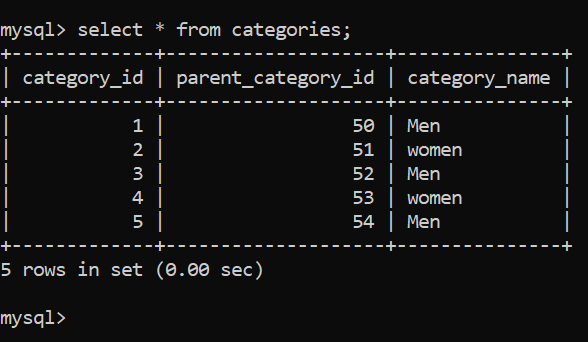 mysql> select * from categories;
+-------------+--------------------+---------------+
| category_id | parent_category_id | category_name |
+-------------+--------------------+---------------+
|           1 |                 50 | Men           |
|           2 |                 51 | women         |
|           3 |                 52 | Men           |
|           4 |                 53 | women         |
|           5 |                 54 | Men           |
+-------------+--------------------+---------------+
5 rows in set (0.00 sec)
mysql>